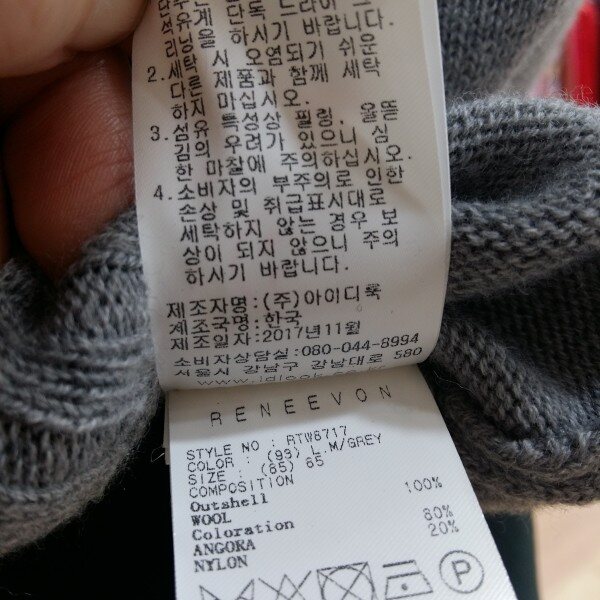 섬유계 단독 드라이 크
리닝을 하시기 바랍니다.
2.세탁시 오염되기 쉬운
다른 제품과 함께 세탁
하지 마십시오.
3.섬유 특성상 필링, 올뜯
김의 우려가 있으니 심
한 마찰에 주의하십시오.
4.소비자의 부주의로 인한
손상 및 취급표시대로
세탁하지 않는 경우 보
상이 되지 않으니 주의
하시기 바랍니다.
제조자명:(주)아이디룩
제조국명:한국
제조일자:2017년11월
소비자상담실:080-044-8994
서울시 강남구 강남대로 580
RENEEVON
STYLE NO : RTW8717
COLOR : (93) L.M/GREY
SIZE : (65) 65
COMPOSITION
Outshell 100%
WOOL
Coloration 80%
ANGORA 20%
NYLON
P